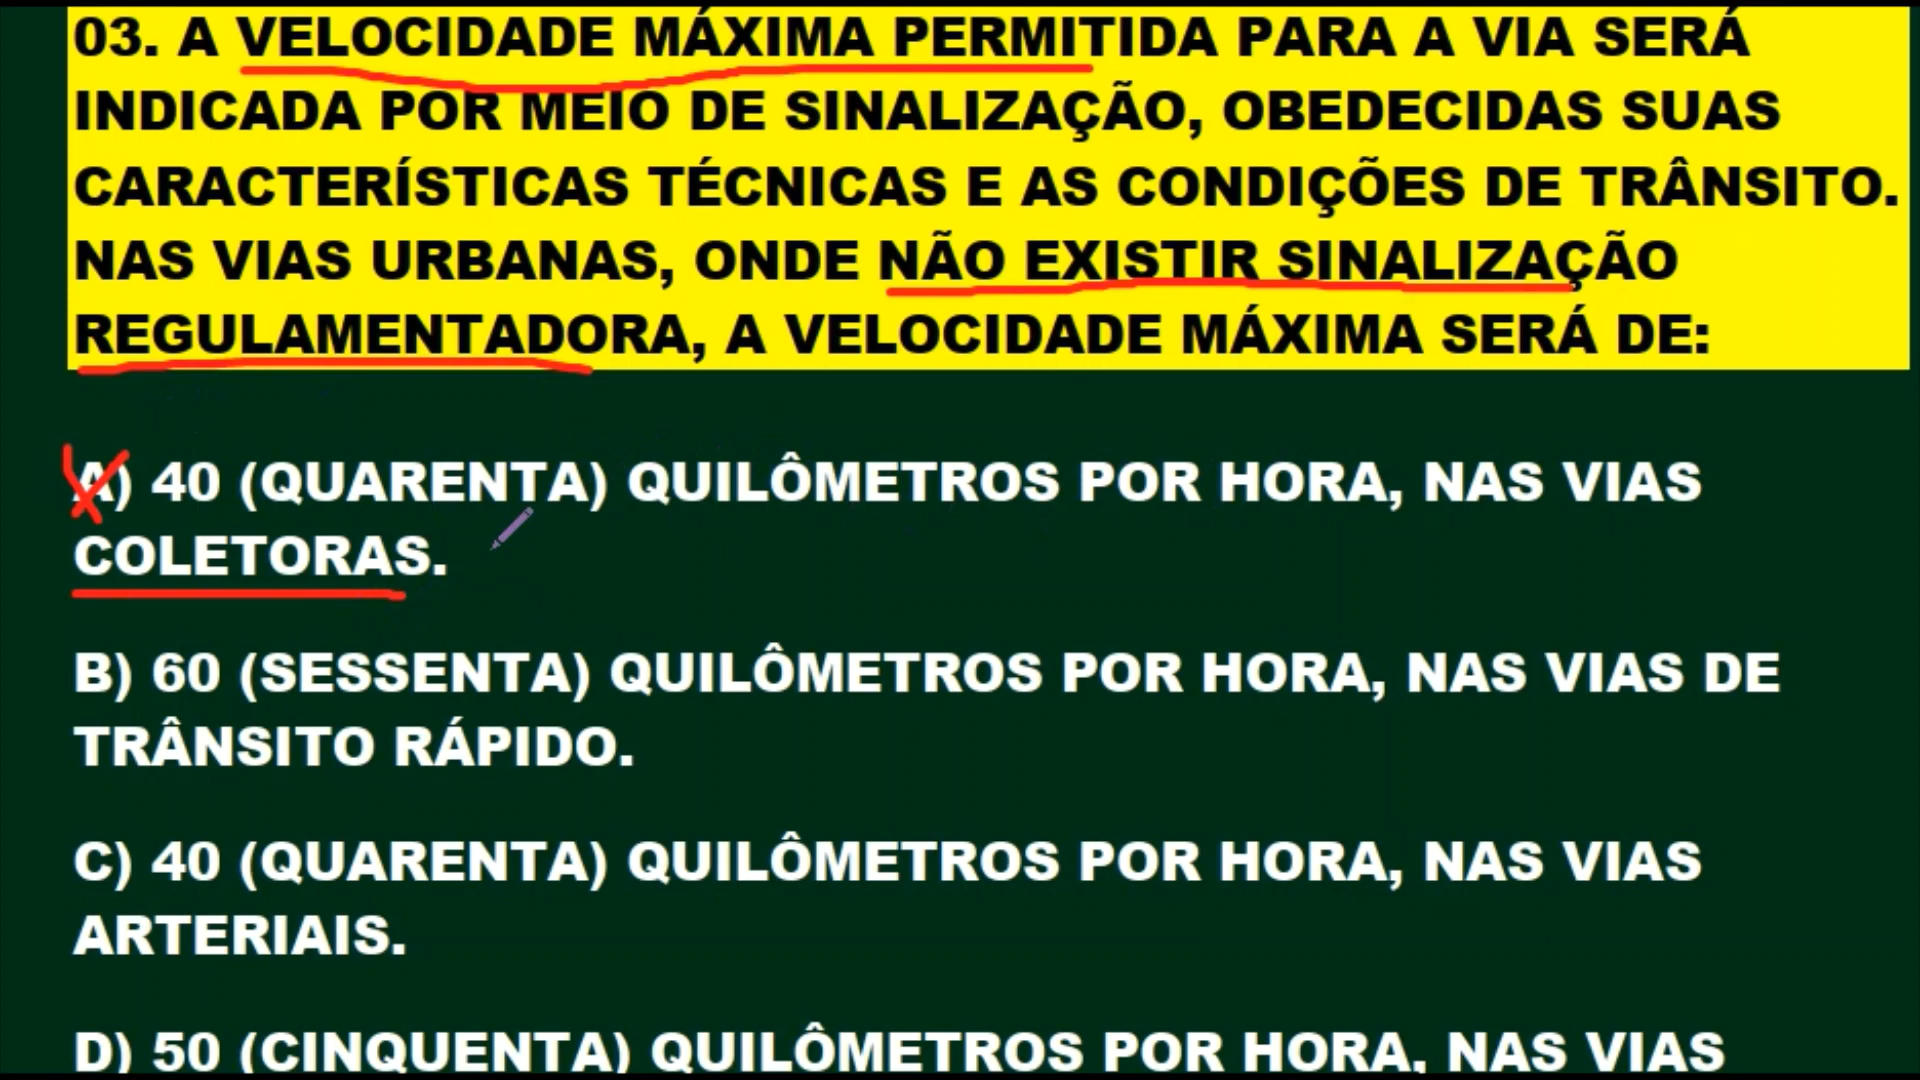 03. A VELOCIDADE MÁXIMA PERMITIDA PARA A VIA SERÁ
INDICADA POR MEIO DE SINALIZAÇÃO, OBEDECIDAS SUAS
CARACTERÍSTICAS TÉCNICAS E AS CONDIÇÕES DE TRÂNSITO.
NAS VIAS URBANAS, ONDE NÃO EXISTIR SINALIZAÇÃO
REGULAMENTADORA, A VELOCIDADE MÁXIMA SERÁ DE:
A) 40 (QUARENTA) QUILÔMETROS POR HORA, NAS VIAS
COLETORAS.
B) 60 (SESSENTA) QUILÔMETROS POR HORA, NAS VIAS DE
TRÂNSITO RÁPIDO.
C) 40 (QUARENTA) QUILÔMETROS POR HORA, NAS VIAS
ARTERIAIS.
D) 50 (CINQUENTA) QUILÔMETROS POR HORA, NAS VIAS